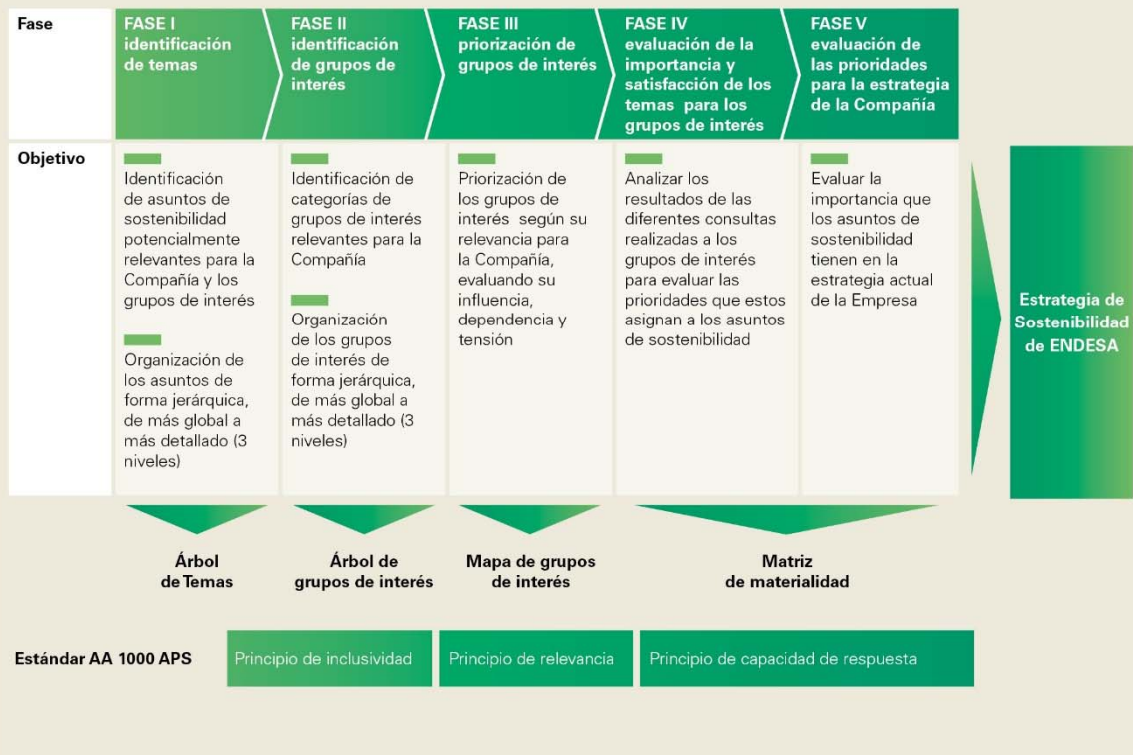 Fase
FASE I
identificación
de temas
FASE II
identificación
de grupos de
interés
FASE III
priorización de
grupos de interés
FASE IV
evaluación de la
importancia y
satisfacción de los
temas para los
grupos de interés
FASE V
evaluación de
las prioridades
para la estrategia
de la Compañía
Objetivo
Identificación
de asuntos de
sostenibilidad
potencialmente
relevantes para la
Compañía y los
grupos de interés
Organización de
los asuntos de
forma jerárquica,
de más global a
más detallado (3
niveles)
Identificación de
categorías de
grupos de interés
relevantes para la
Compañía
Organización
de los grupos
de interés de
forma jerárquica,
de más global a
más detallado (3
niveles)
Priorización de
los grupos de
interés según su
relevancia para
la Compañía,
evaluando su
influencia,
dependencia y
tensión
Analizar los
resultados de las
diferentes consultas
realizadas a los
grupos de interés
para evaluar las
prioridades que estos
asignan a los asuntos
de sostenibilidad
Evaluar la
importancia que
los asuntos de
sostenibilidad
tienen en la
estrategia actual
de la Empresa
Estrategia de
Sostenibilidad
de ENDESA
Árbol
de Temas
Árbol de
grupos de interés
Mapa de grupos
de interés
Matriz
de materialidad
Estándar AA 1000 APS
Principio de inclusividad
Principio de relevancia
Principio de capacidad de respuesta